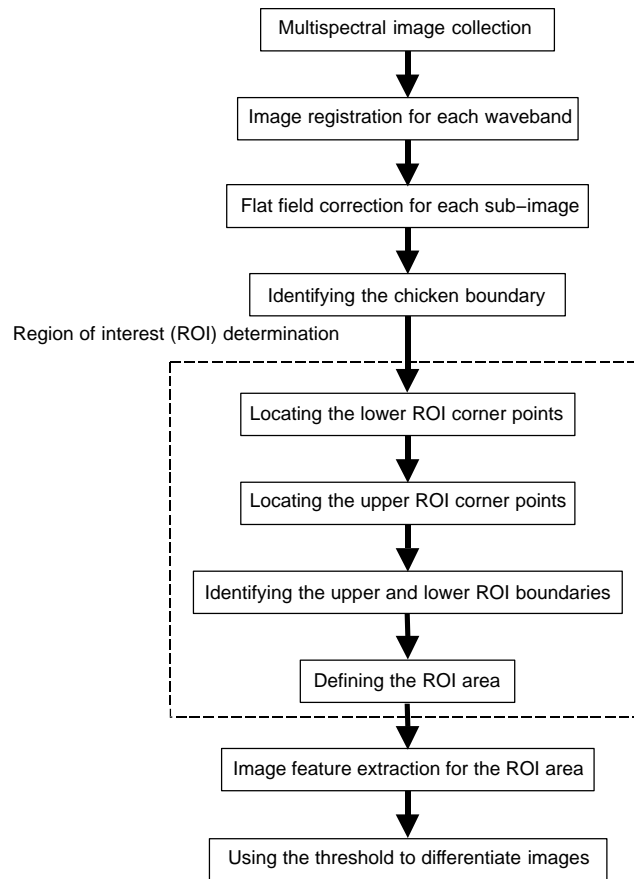 Multispectral image collection
Image registration for each waveband
Flat field correction for each sub−image
Identifying the chicken boundary
Region of interest (ROI) determination
Locating the lower ROI corner points
Locating the upper ROI corner points
Identifying the upper and lower ROI boundaries
Defining the ROI area
Image feature extraction for the ROI area
Using the threshold to differentiate images